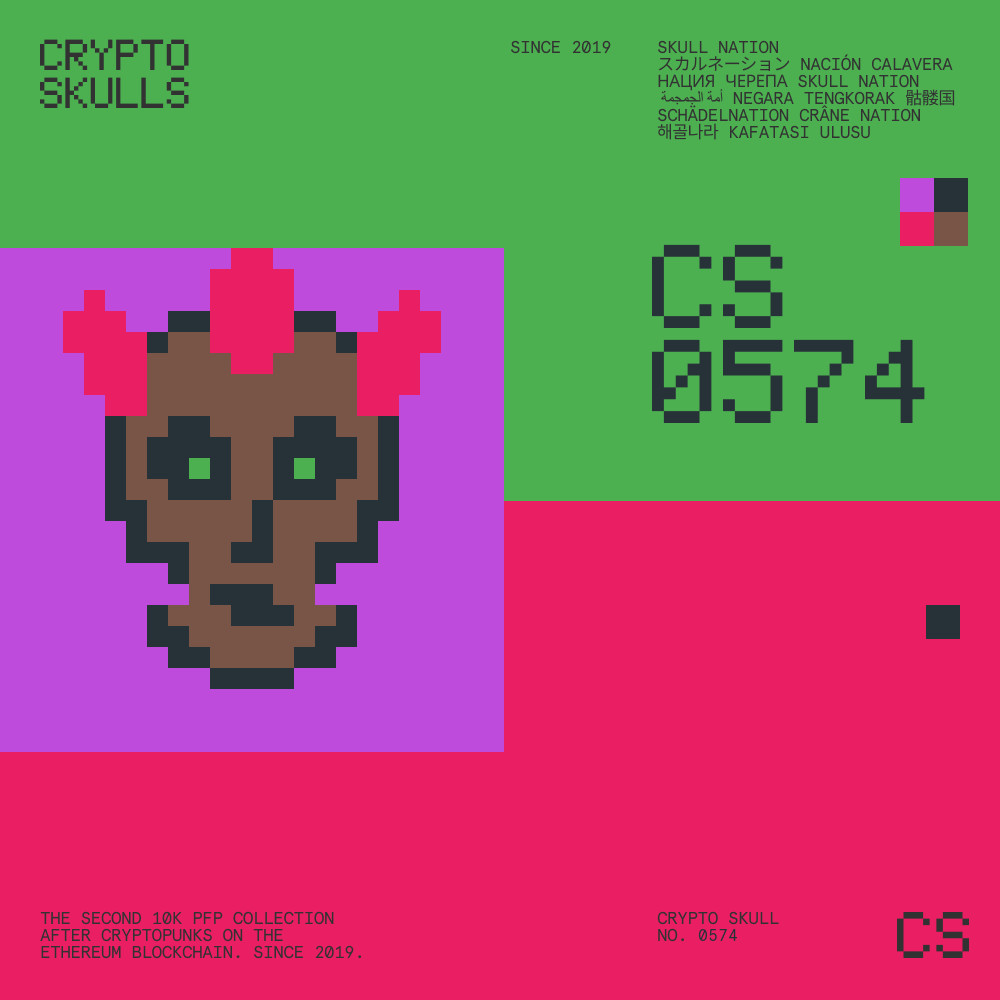 CRYPTO
SKULLS
SINCE 2019
SKULL NATION
スカルネーション NACIÓN CALAVERA
НАЦИЯ ЧЕРЕПА SKULL NATION
أمة الجمجمة NEGARA TENGKORAK 骷髅国
SCHÄDELNATION CRÂNE NATION
해골나라 KAFATASI ULUSU
CS
0574
THE SECOND 10K PFP COLLECTION
AFTER CRYPTOPUNKS ON THE
ETHEREUM BLOCKCHAIN. SINCE 2019.
CRYPTO SKULL
NO. 0574
CS